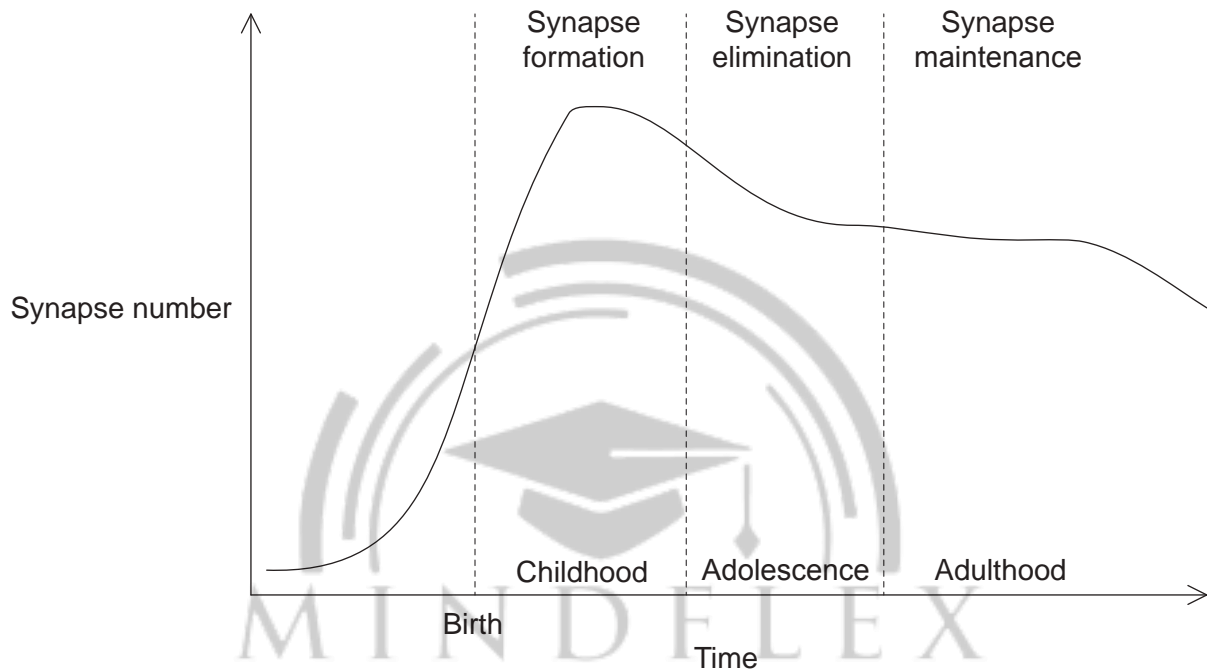 Synapse
formation
Synapse
elimination
Synapse
maintenance
Synapse number
Childhood
Adolescence
Adulthood
Birth
MINDFLEX
Time